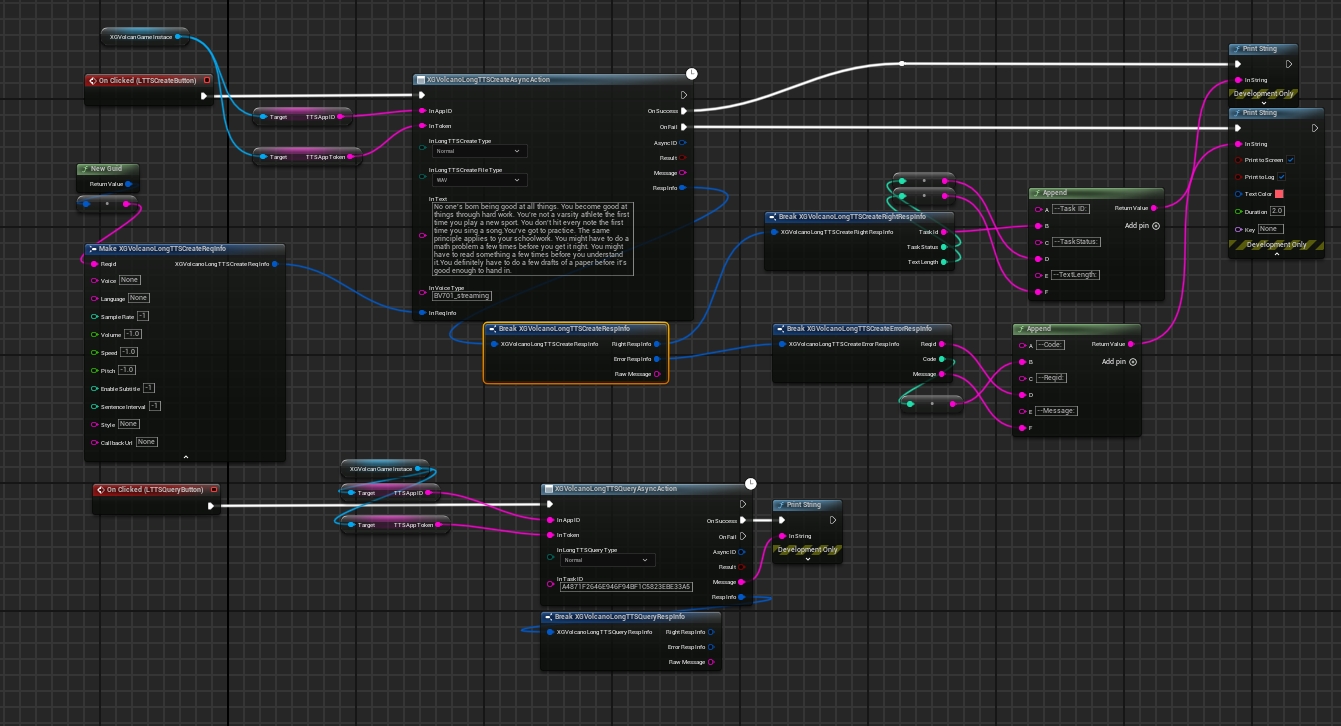 XGVolcanGameInstace
On Clicked (LTTSCreateButton)
Target TTSAppID
Target TTSAppToken
New Guid
Return Value
Make XGVolcanoLongTTSCreateReqInfo
Reqid XGVolcanoLongTTSCreateReq Info
Voice None
Language None
Sample Rate -1
Volume -1.0
Speed -1.0
Pitch -1.0
Enable Subtitle -1
Sentence Interval -1
Style None
Callback Url None
XGVolcanoLongTTSCreateAsyncAction
In App ID
In Token
In Long TTSCreate Type
Normal
In Long TTSCreate File Type
WAV
In Text
No one's born being good at all things. You become good at
things through hard work. You're not a varsity athlete the first
time you play a new sport. You don't hit every note the first
time you sing a song.You've got to practice. The same
principle applies to your schoolwork. You might have to do a
math problem a few times before you get it right. You might
have to read something a few times before you understand
it.You definitely have to do a few drafts of a paper before it's
good enough to hand in.
In Voice Type
BV701_streaming
In Req Info
On Success
On Fail
Async ID
Result
Message
Resp Info
Break XGVolcanoLongTTSCreateRespInfo
XGVolcanoLongTTSCreate Resp Info Right Resp Info
Error Resp Info
Raw Message
Break XGVolcanoLongTTSCreateRightRespInfo
XGVolcanoLongTTSCreate Right Resp Info Task Id
Task Status
Text Length
Append
A --Task ID: Return Value
B Add pin
C --TaskStatus:
D
E --TextLength:
F
Break XGVolcanoLongTTSCreateErrorRespInfo
XGVolcanoLongTTSCreate Error Resp Info Reqid
Code
Message
Append
A --Code: Return Value
B Add pin
C --Reqid:
D
E --Message:
F
Print String
In String
Development Only
Print String
In String
Print to Screen
Print to Log
Text Color
Duration 2.0
Key None
Development Only
XGVolcanGameInstace
On Clicked (LTTSQueryButton)
Target TTSAppID
Target TTSAppToken
XGVolcanoLongTTSQueryAsyncAction
In App ID
In Token
In Long TTSQuery Type
Normal
In Task ID
A4871F2646E946F94BF1C5823EBE33A5
On Success
On Fail
Async ID
Result
Message
Resp Info
Print String
In String
Development Only
Break XGVolcanoLongTTSQueryRespInfo
XGVolcanoLongTTSQuery Resp Info Right Resp Info
Error Resp Info
Raw Message